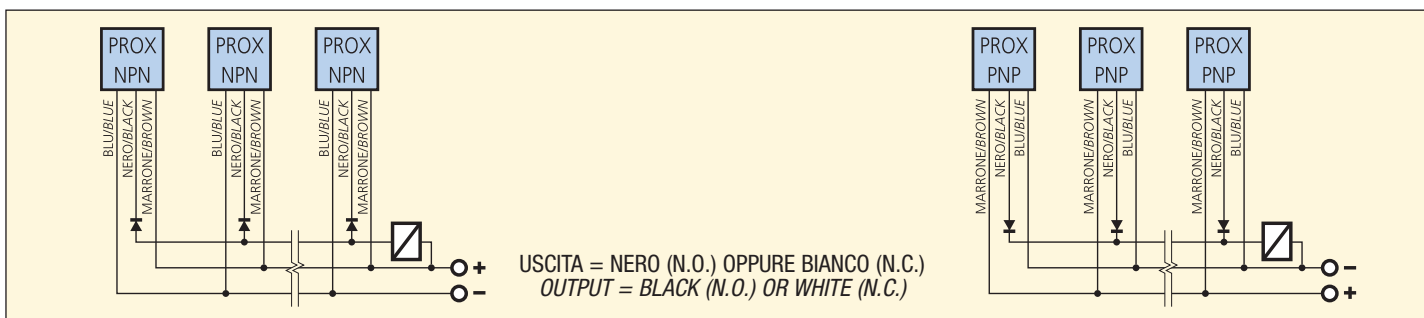 PROX
NPN
PROX
NPN
PROX
NPN
BLU/BLUE
NERO/BLACK
MARRONE/BROWN
BLU/BLUE
NERO/BLACK
MARRONE/BROWN
BLU/BLUE
NERO/BLACK
MARRONE/BROWN
+
−
USCITA = NERO (N.O.) OPPURE BIANCO (N.C.)
OUTPUT = BLACK (N.O.) OR WHITE (N.C.)
PROX
PNP
PROX
PNP
PROX
PNP
MARRONE/BROWN
NERO/BLACK
BLU/BLUE
MARRONE/BROWN
NERO/BLACK
BLU/BLUE
MARRONE/BROWN
NERO/BLACK
BLU/BLUE
−
+